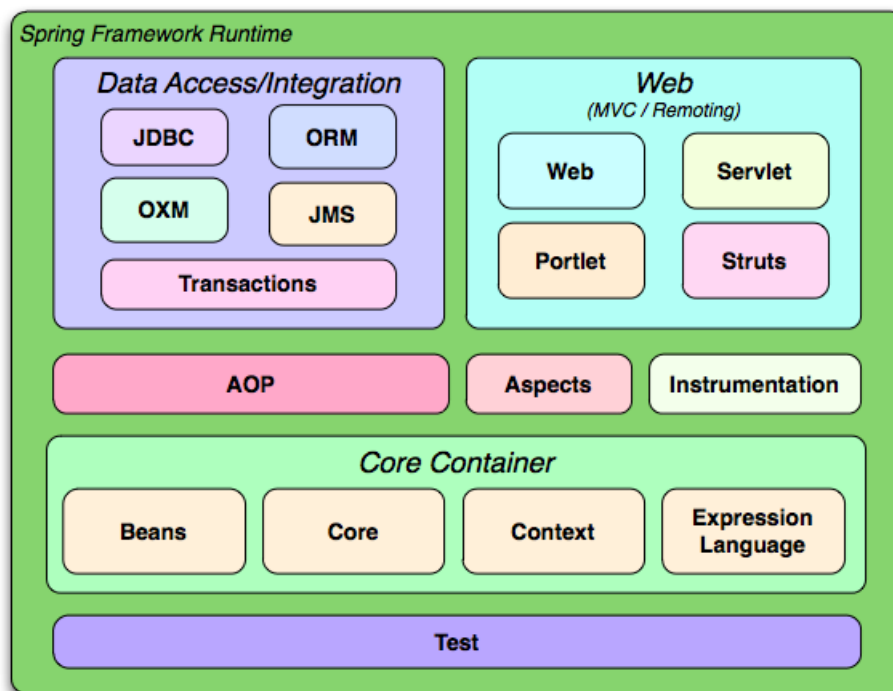 Spring Framework Runtime
Data Access/Integration
JDBC
ORM
OXM
JMS
Transactions
Web
(MVC / Remoting)
Web
Servlet
Portlet
Struts
AOP
Aspects
Instrumentation
Core Container
Beans
Core
Context
Expression
Language
Test